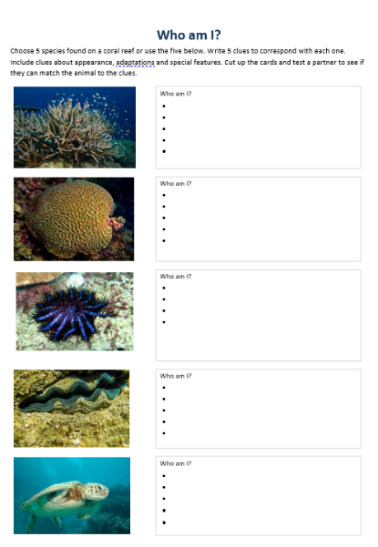 Who am I?
Choose 5 species found on a coral reef or use the five below. Write 5 clues to correspond with each one.
Include clues about appearance, adaptations and special features. Cut up the cards and test a partner to see if
they can match the animal to the clues.
Who am I?
Who am I?
Who am I?
Who am I?
Who am I?